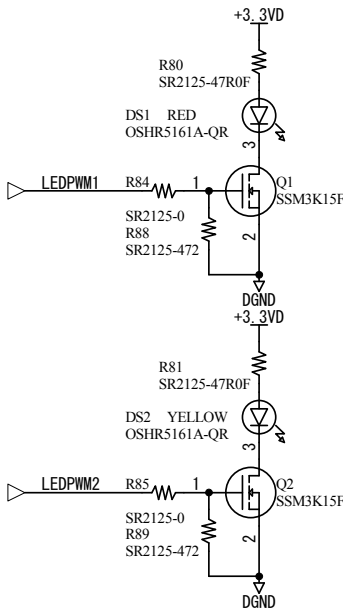 +3.3VD
R80
SR2125-47R0F
DS1 RED
OSHR5161A-QR
3
LEDPWM1
R84
1
Q1
SSM3K15F
SR2125-0
R88
SR2125-472
2
DGND
+3.3VD
R81
SR2125-47R0F
DS2 YELLOW
OSHR5161A-QR
3
LEDPWM2
R85
1
Q2
SSM3K15F
SR2125-0
R89
SR2125-472
2
DGND